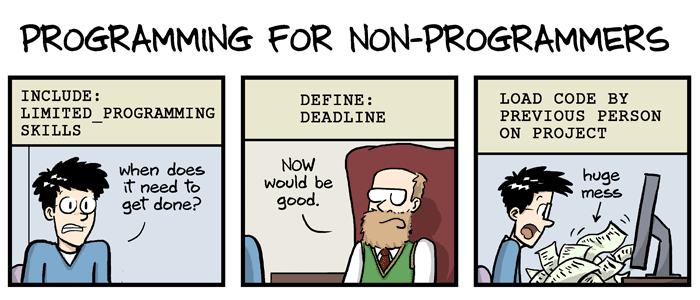 PROGRAMMING FOR NON-PROGRAMMERS
INCLUDE:
LIMITED_PROGRAMMING
SKILLS
when does
it need to
get done?
DEFINE:
DEADLINE
NOW
would be
good.
LOAD CODE BY
PREVIOUS PERSON
ON PROJECT
huge
mess